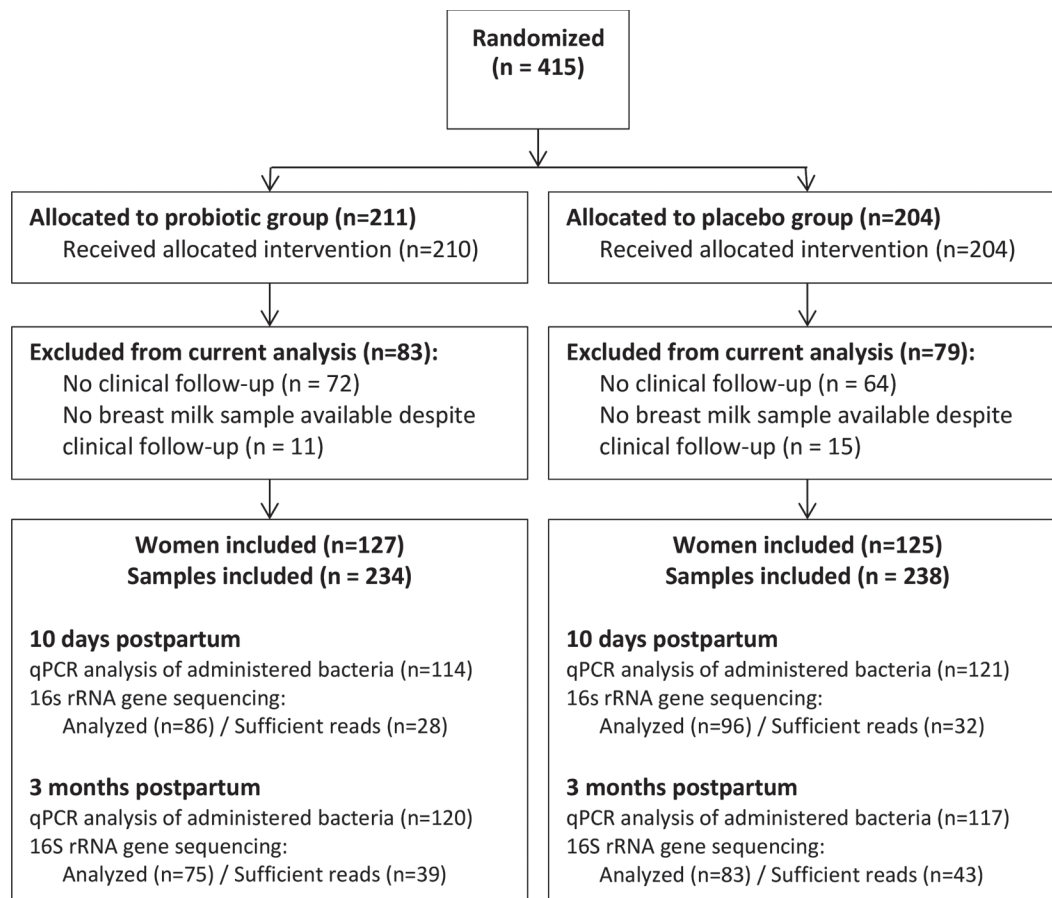 Randomized
(n = 415)
Allocated to probiotic group (n=211)
Received allocated intervention (n=210)
Allocated to placebo group (n=204)
Received allocated intervention (n=204)
Excluded from current analysis (n=83):
No clinical follow-up (n = 72)
No breast milk sample available despite
clinical follow-up (n = 11)
Excluded from current analysis (n=79):
No clinical follow-up (n = 64)
No breast milk sample available despite
clinical follow-up (n = 15)
Women included (n=127)
Samples included (n = 234)
10 days postpartum
qPCR analysis of administered bacteria (n=114)
16s rRNA gene sequencing:
Analyzed (n=86) / Sufficient reads (n=28)
3 months postpartum
qPCR analysis of administered bacteria (n=120)
16S rRNA gene sequencing:
Analyzed (n=75) / Sufficient reads (n=39)
Women included (n=125)
Samples included (n = 238)
10 days postpartum
qPCR analysis of administered bacteria (n=121)
16s rRNA gene sequencing:
Analyzed (n=96) / Sufficient reads (n=32)
3 months postpartum
qPCR analysis of administered bacteria (n=117)
16S rRNA gene sequencing:
Analyzed (n=83) / Sufficient reads (n=43)